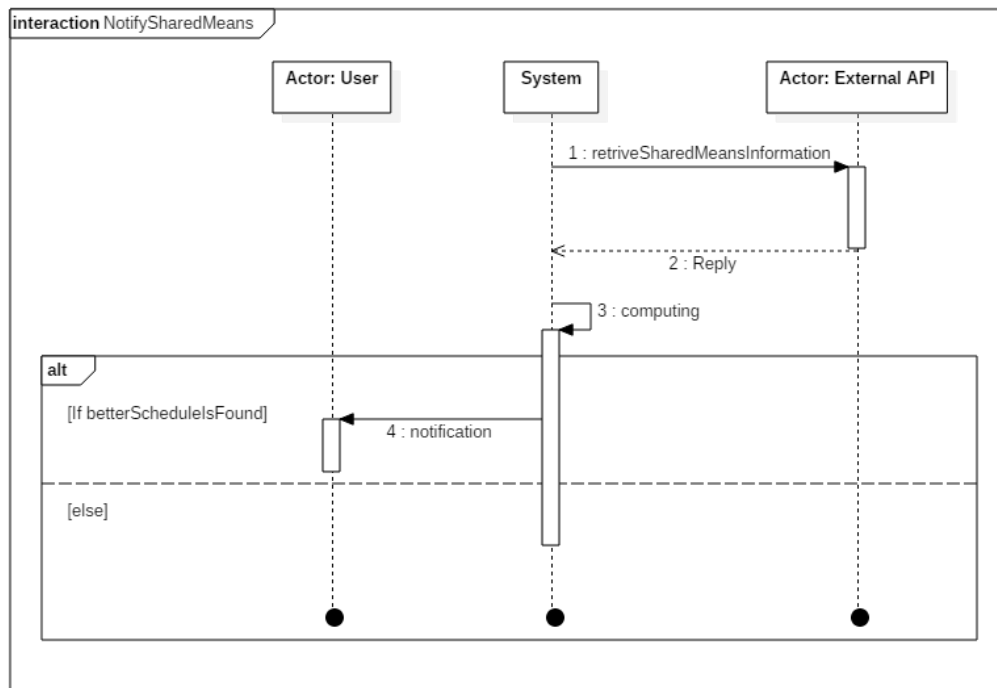 interaction NotifySharedMeans
Actor: User
System
Actor: External API
1 : retriveSharedMeansInformation
2 : Reply
3 : computing
alt
[If betterScheduleIsFound]
4 : notification
[else]